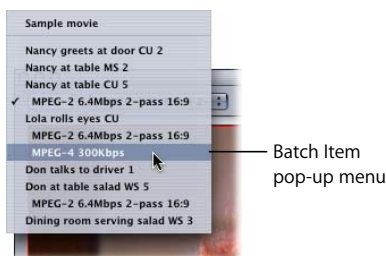 Sample movie
Nancy greets at door CU 2
Nancy at table MS 2
Nancy at table CU 5
✓ MPEG-2 6.4Mbps 2-pass 16:9
Lola rolls eyes CU
MPEG-2 6.4Mbps 2-pass 16:9
MPEG-4 300Kbps
Don talks to driver 1
Don at table salad WS 5
MPEG-2 6.4Mbps 2-pass 16:9
Dining room serving salad WS 3
Batch Item
pop-up menu